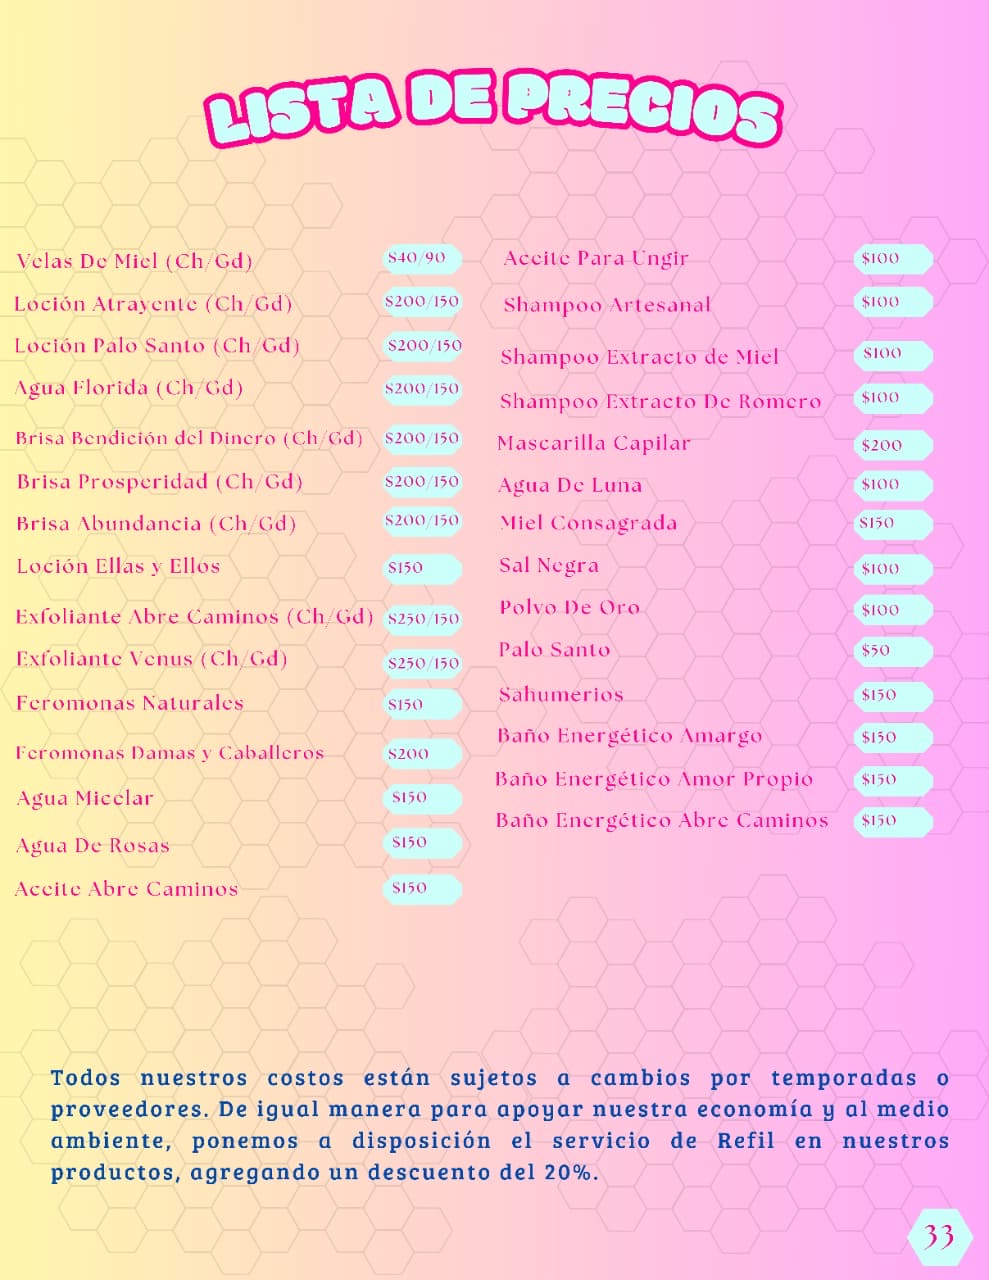 LISTA DE PRECIOS
Velas De Miel (Ch/Gd) $40/90
Loción Atrayente (Ch/Gd) $200/150
Loción Palo Santo (Ch/Gd) $200/150
Agua Florida (Ch/Gd) $200/150
Brisa Bendición del Dinero (Ch/Gd) $200/150
Brisa Prosperidad (Ch/Gd) $200/150
Brisa Abundancia (Ch/Gd) $200/150
Loción Ellas y Ellos $150
Exfoliante Abre Caminos (Ch/Gd) $250/150
Exfoliante Venus (Ch/Gd) $250/150
Feromonas Naturales $150
Feromonas Damas y Caballeros $200
Agua Micelar $150
Agua De Rosas $150
Aceite Abre Caminos $150
Aceite Para Ungir $100
Shampoo Artesanal $100
Shampoo Extracto de Miel $100
Shampoo Extracto De Romero $100
Mascarilla Capilar $200
Agua De Luna $100
Miel Consagrada $150
Sal Negra $100
Polvo De Oro $100
Palo Santo $50
Sahumerios $150
Baño Energético Amargo $150
Baño Energético Amor Propio $150
Baño Energético Abre Caminos $150
Todos nuestros costos están sujetos a cambios por temporadas o
proveedores. De igual manera para apoyar nuestra economía y al medio
ambiente, ponemos a disposición el servicio de Refil en nuestros
productos, agregando un descuento del 20%.
33